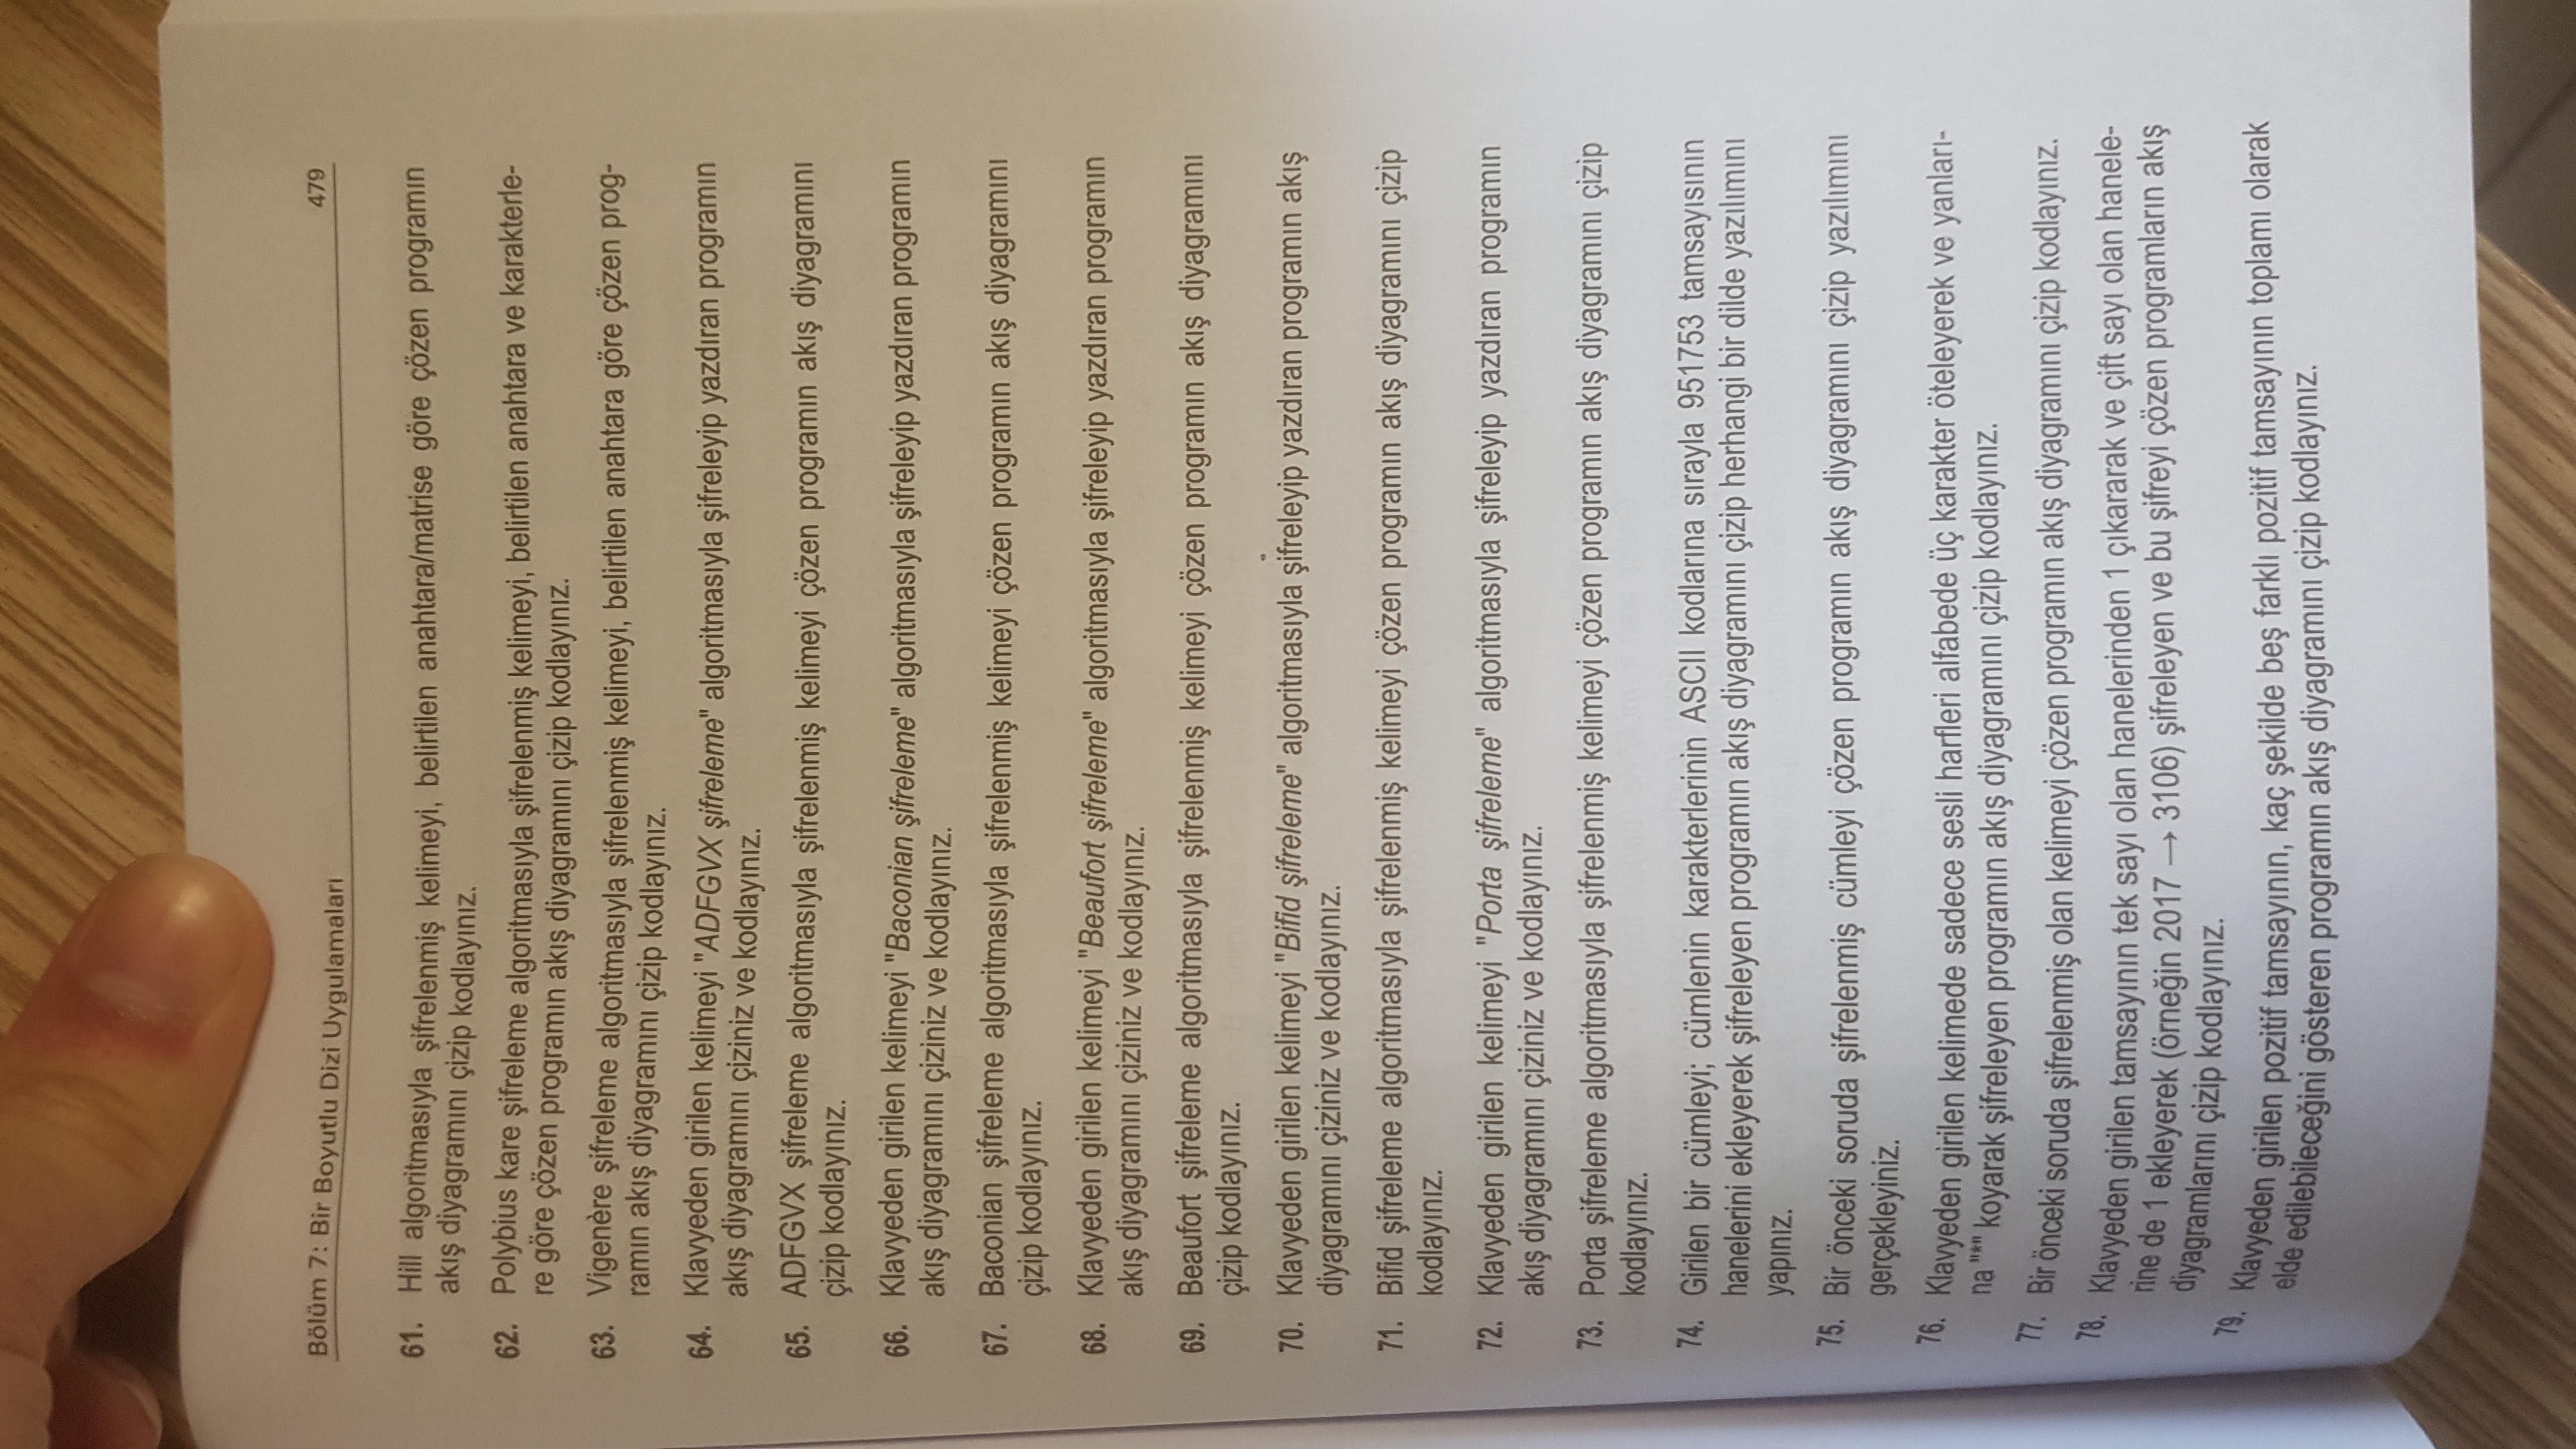 Bölüm 7: Bir Boyutlu Dizi Uygulamaları 479
61. Hill algoritmasıyla şifrelenmiş kelimeyi, belirtilen anahtara/matrise göre çözen programın
akış diyagramını çizip kodlayınız.
62. Polybius kare şifreleme algoritmasıyla şifrelenmiş kelimeyi, belirtilen anahtara ve karakterle-
re göre çözen programın akış diyagramını çizip kodlayınız.
63. Vigenère şifreleme algoritmasıyla şifrelenmiş kelimeyi, belirtilen anahtara göre çözen prog-
ramın akış diyagramını çizip kodlayınız.
64. Klavyeden girilen kelimeyi "ADFGVX şifreleme" algoritmasıyla şifreleyip yazdıran programın
akış diyagramını çiziniz ve kodlayınız.
65. ADFGVX şifreleme algoritmasıyla şifrelenmiş kelimeyi çözen programın akış diyagramını
çizip kodlayınız.
66. Klavyeden girilen kelimeyi "Baconian şifreleme" algoritmasıyla şifreleyip yazdıran programın
akış diyagramını çiziniz ve kodlayınız.
67. Baconian şifreleme algoritmasıyla şifrelenmiş kelimeyi çözen programın akış diyagramını
çizip kodlayınız.
68. Klavyeden girilen kelimeyi "Beaufort şifreleme" algoritmasıyla şifreleyip yazdıran programın
akış diyagramını çiziniz ve kodlayınız.
69. Beaufort şifreleme algoritmasıyla şifrelenmiş kelimeyi çözen programın akış diyagramını
çizip kodlayınız.
70. Klavyeden girilen kelimeyi "Bifid şifreleme" algoritmasıyla şifreleyip yazdıran programın akış
diyagramını çiziniz ve kodlayınız.
71. Bifid şifreleme algoritmasıyla şifrelenmiş kelimeyi çözen programın akış diyagramını çizip
kodlayınız.
72. Klavyeden girilen kelimeyi "Porta şifreleme" algoritmasıyla şifreleyip yazdıran programın
akış diyagramını çiziniz ve kodlayınız.
73. Porta şifreleme algoritmasıyla şifrelenmiş kelimeyi çözen programın akış diyagramını çizip
kodlayınız.
74. Girilen bir cümleyi; cümlenin karakterlerinin ASCII kodlarına sırayla 951753 tamsayısının
hanelerini ekleyerek şifreleyen programın akış diyagramını çizip herhangi bir dilde yazılımını
yapınız.
75. Bir önceki soruda şifrelenmiş cümleyi çözen programın akış diyagramını çizip yazılımını
gerçekleyiniz.
76. Klavyeden girilen kelimede sadece sesli harfleri alfabede üç karakter öteleyerek ve yanları-
na "*" koyarak şifreleyen programın akış diyagramını çizip kodlayınız.
77. Bir önceki soruda şifrelenmiş olan kelimeyi çözen programın akış diyagramını çizip kodlayınız.
78. Klavyeden girilen tamsayının tek sayı olan hanelerinden 1 çıkararak ve çift sayı olan hanele-
rine de 1 ekleyerek (örneğin 2017 → 3106) şifreleyen ve bu şifreyi çözen programların akış
diyagramlarını çizip kodlayınız.
79. Klavyeden girilen pozitif tamsayının, kaç şekilde beş farklı pozitif tamsayının toplamı olarak
elde edilebileceğini gösteren programın akış diyagramını çizip kodlayınız.